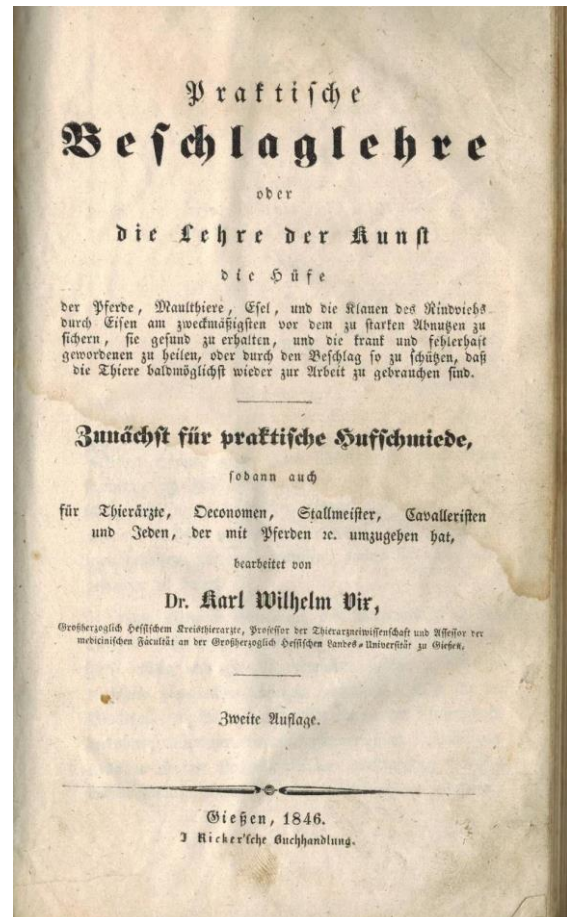 Praktische
Beschlaglehre
oder
die Lehre der Kunst
die Hüfe
der Pferde, Maulthiere, Esel, und die Klauen des Rindviehs
durch Eisen am zweckmäßigsten vor dem zu starken Abnutzen zu
sichern, sie gesund zu erhalten, und die krank und fehlerhaft
gewordenen zu heilen, oder durch den Beschlag so zu schützen, daß
die Thiere baldmöglichst wieder zur Arbeit zu gebrauchen sind.
Zunächst für praktische Hufschmiede,
sodann auch
für Thierärzte, Oeconomen, Stallmeister, Cavalleristen
und Jeden, der mit Pferden ꝛc. umzugehen hat,
bearbeitet von
Dr. Karl Wilhelm Vix,
Großherzoglich Hessischem Kreisthierarzte, Professor der Thierarzneiwissenschaft und Assessor der
medicinischen Facultät an der Großherzoglich Hessischen Landes-Universität zu Gießen.
Zweite Auflage.
Gießen, 1846.
J Ricker'sche Buchhandlung.